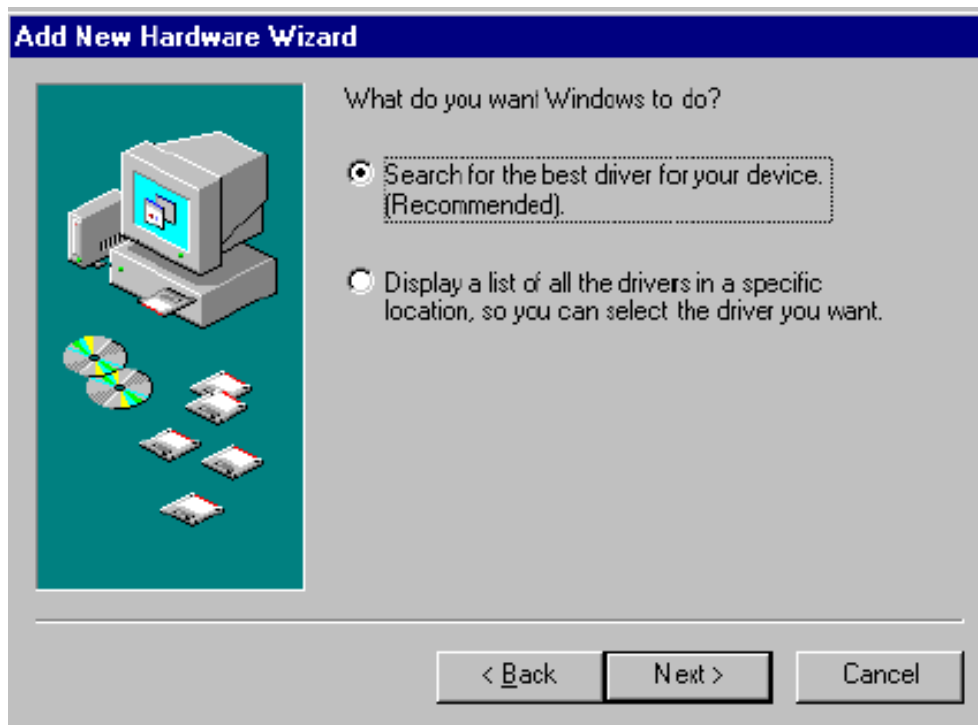 Add New Hardware Wizard
What do you want Windows to do?
Search for the best driver for your device.
(Recommended).
Display a list of all the drivers in a specific
location, so you can select the driver you want.
< Back
Next >
Cancel